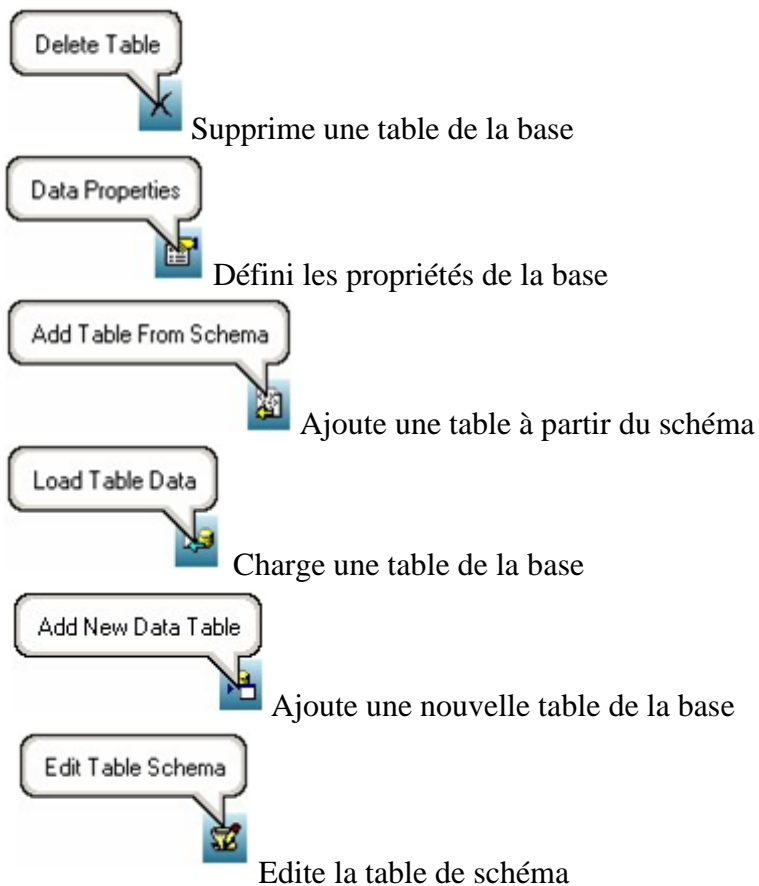 Delete Table
Supprime une table de la base
Data Properties
Défini les propriétés de la base
Add Table From Schema
Ajoute une table à partir du schéma
Load Table Data
Charge une table de la base
Add New Data Table
Ajoute une nouvelle table de la base
Edit Table Schema
Edite la table de schéma